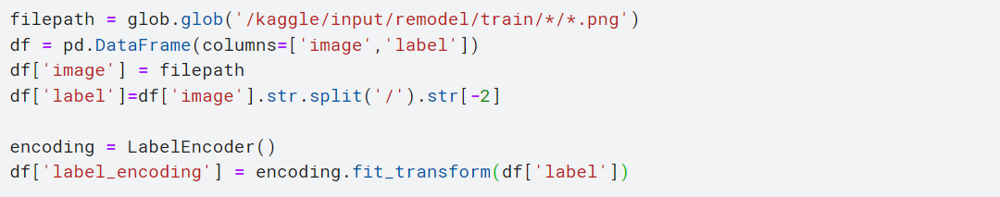 filepath = glob.glob('/kaggle/input/remodel/train/*/*.png')
df = pd.DataFrame(columns=['image','label'])
df['image'] = filepath
df['label']=df['image'].str.split('/').str[-2]

encoding = LabelEncoder()
df['label_encoding'] = encoding.fit_transform(df['label'])